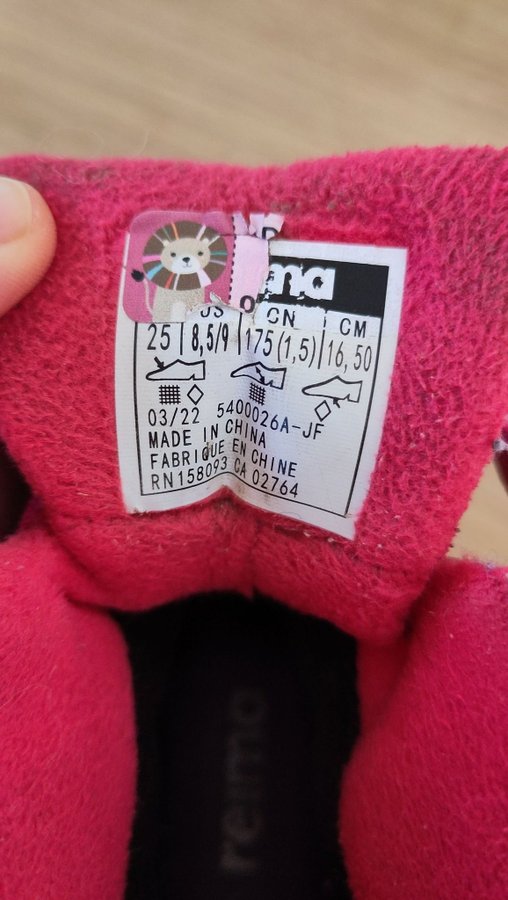 ma
US CN CM
25 8,5/9 175(1,5) 16,50
03/22 5400026A-JF
MADE IN CHINA
FABRIQUE EN CHINE
RN158093 CA 02764
reima